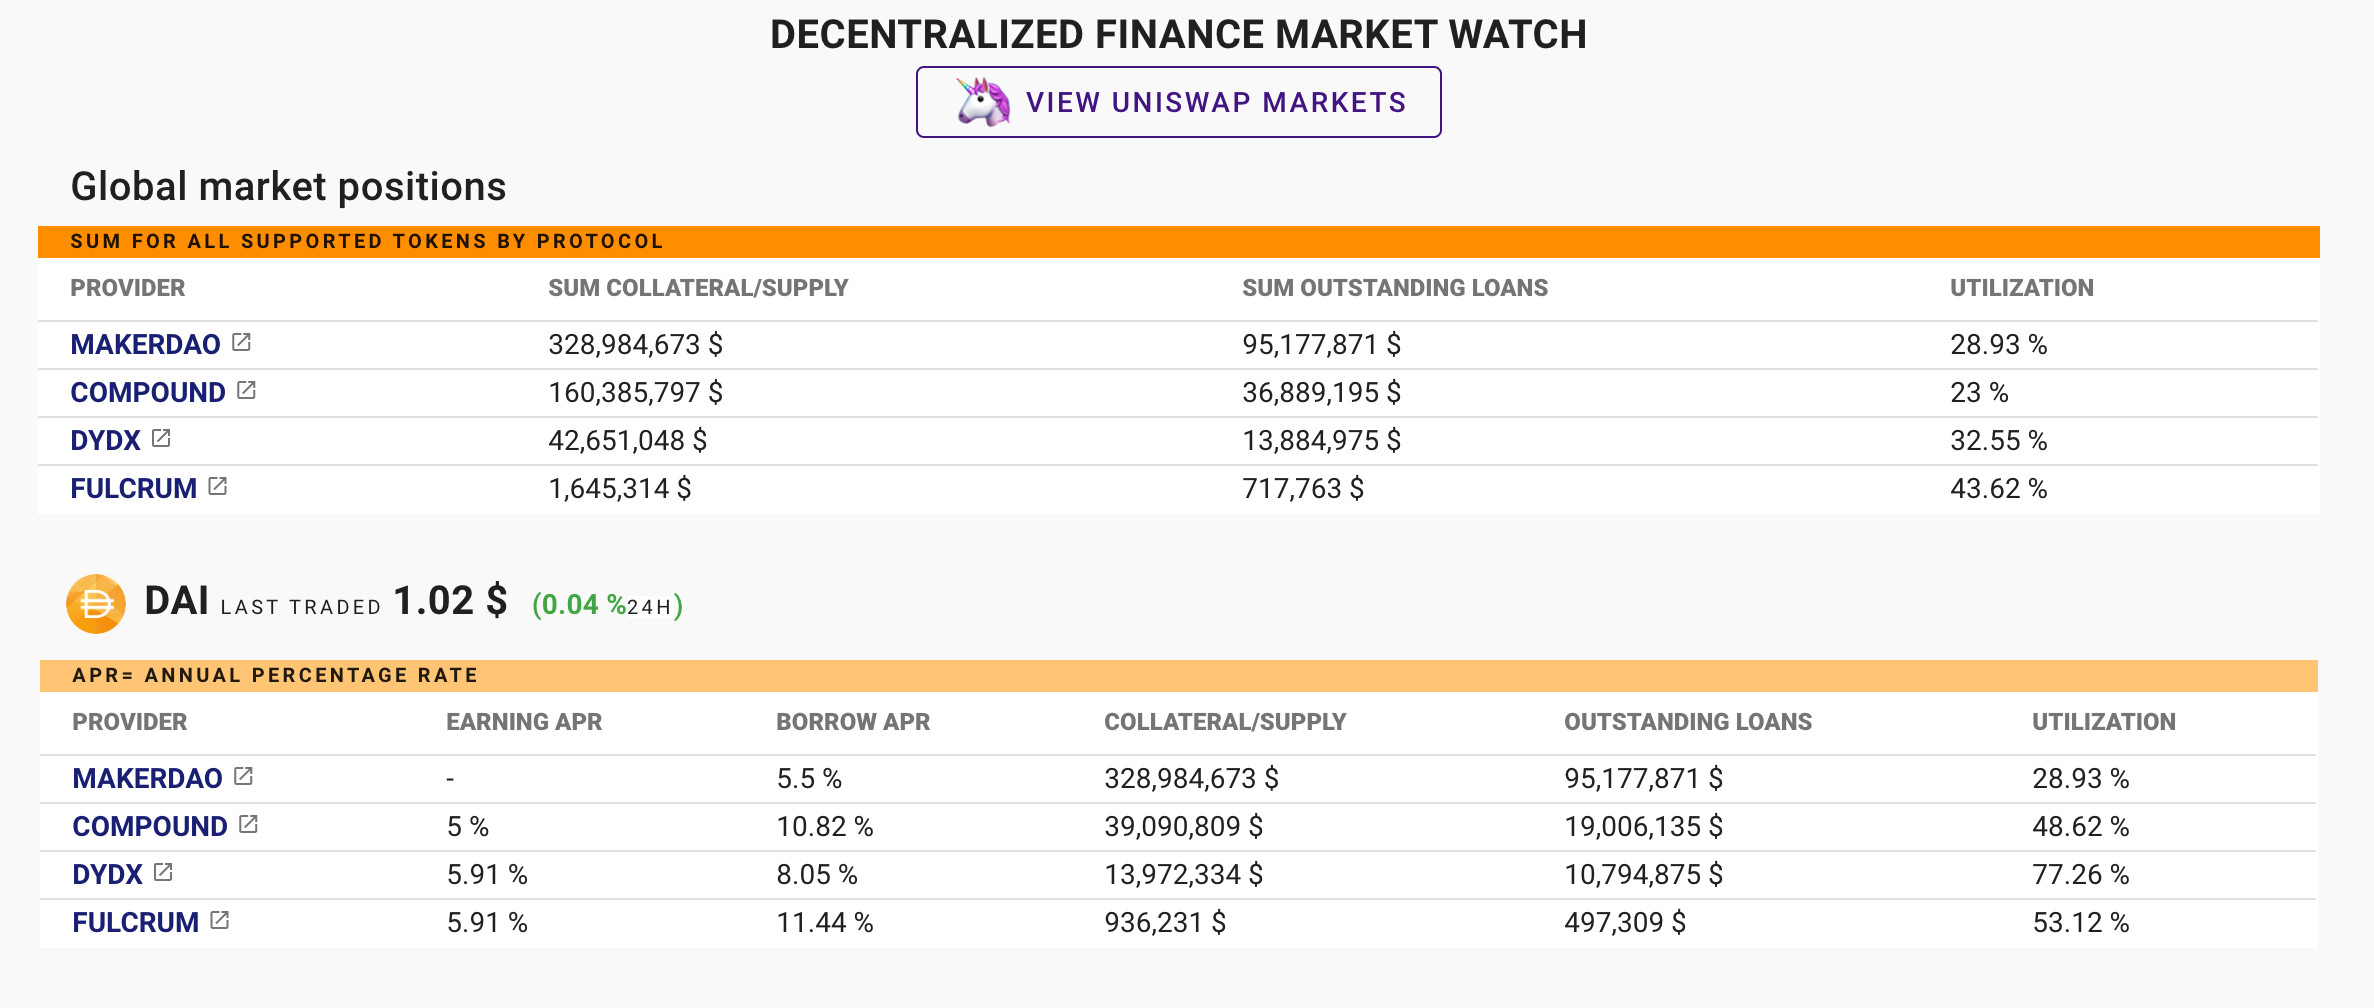 DECENTRALIZED FINANCE MARKET WATCH
VIEW UNISWAP MARKETS
Global market positions
SUM FOR ALL SUPPORTED TOKENS BY PROTOCOL
PROVIDER SUM COLLATERAL/SUPPLY SUM OUTSTANDING LOANS UTILIZATION
MAKERDAO 328,984,673 $ 95,177,871 $ 28.93 %
COMPOUND 160,385,797 $ 36,889,195 $ 23 %
DYDX 42,651,048 $ 13,884,975 $ 32.55 %
FULCRUM 1,645,314 $ 717,763 $ 43.62 %
DAI LAST TRADED 1.02 $ (0.04 %24H)
APR= ANNUAL PERCENTAGE RATE
PROVIDER EARNING APR BORROW APR COLLATERAL/SUPPLY OUTSTANDING LOANS UTILIZATION
MAKERDAO - 5.5 % 328,984,673 $ 95,177,871 $ 28.93 %
COMPOUND 5 % 10.82 % 39,090,809 $ 19,006,135 $ 48.62 %
DYDX 5.91 % 8.05 % 13,972,334 $ 10,794,875 $ 77.26 %
FULCRUM 5.91 % 11.44 % 936,231 $ 497,309 $ 53.12 %